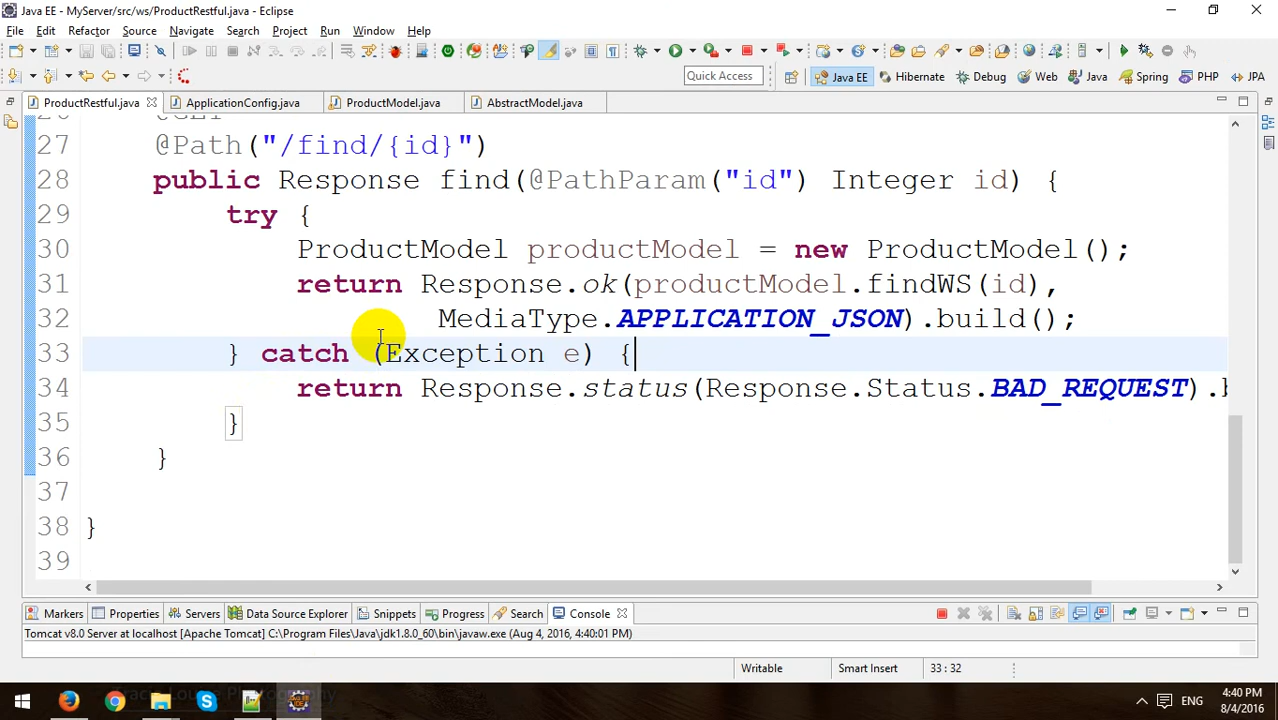 Java EE - MyServer/src/ws/ProductRestful.java - Eclipse
File Edit Refactor Source Navigate Search Project Run Window Help
Quick Access Java EE Hibernate Debug Web Java Spring PHP JPA
ProductRestful.java ApplicationConfig.java ProductModel.java AbstractModel.java
26 @GET
27 @Path("/find/{id}")
28 public Response find(@PathParam("id") Integer id) {
29 try {
30 ProductModel productModel = new ProductModel();
31 return Response.ok(productModel.findWS(id),
32 MediaType.APPLICATION_JSON).build();
33 } catch (Exception e) {
34 return Response.status(Response.Status.BAD_REQUEST).b
35 }
36 }
37
38 }
39
Markers Properties Servers Data Source Explorer Snippets Progress Search Console
Tomcat v8.0 Server at localhost [Apache Tomcat] C:\Program Files\Java\jdk1.8.0_60\bin\javaw.exe (Aug 4, 2016, 4:40:01 PM)
Writable Smart Insert 33 : 32
ENG
4:40 PM
8/4/2016